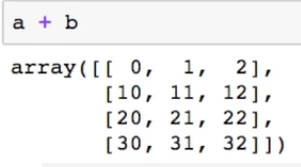 a + b
array([[ 0,  1,  2],
       [10, 11, 12],
       [20, 21, 22],
       [30, 31, 32]])